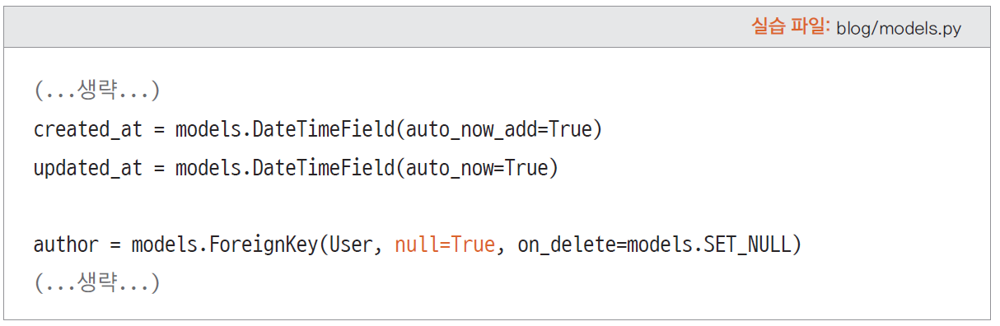 실습 파일: blog/models.py
(...생략...)
created_at = models.DateTimeField(auto_now_add=True)
updated_at = models.DateTimeField(auto_now=True)
author = models.ForeignKey(User, null=True, on_delete=models.SET_NULL)
(...생략...)